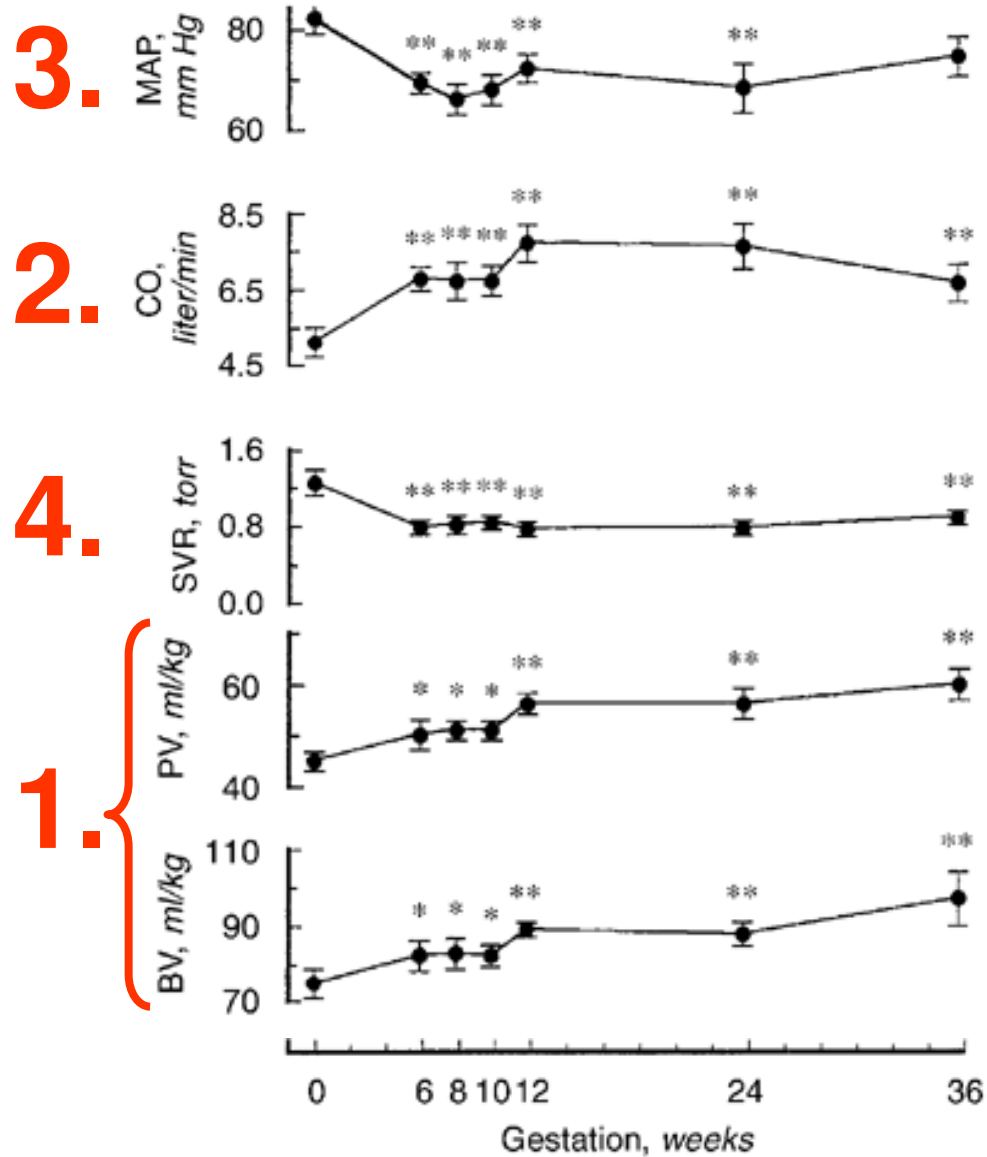 3.
MAP,
mm Hg
80
60
** ** ** ** **
2.
CO,
liter/min
8.5
6.5
4.5
** ** ** ** ** **
4.
SVR, torr
1.6
0.8
0.0
** ** ** ** ** **
1.
PV, ml/kg
60
40
* * * ** ** **
BV, ml/kg
110
90
70
* * * ** ** **
0 6 8 10 12 24 36
Gestation, weeks